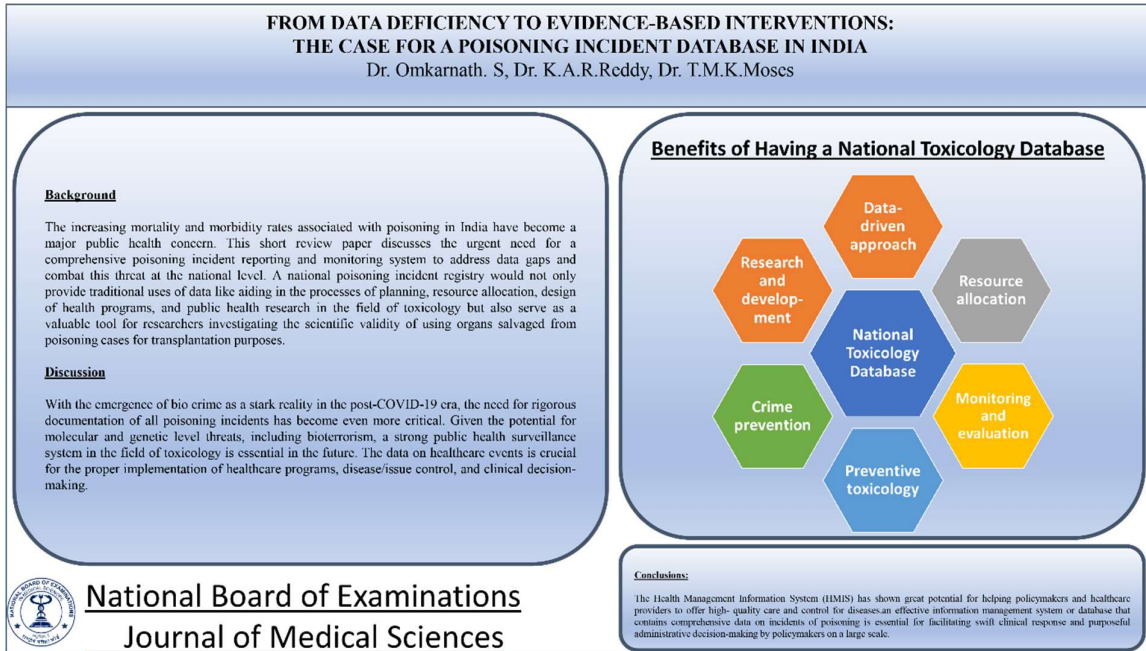 FROM DATA DEFICIENCY TO EVIDENCE-BASED INTERVENTIONS:
THE CASE FOR A POISONING INCIDENT DATABASE IN INDIA
Dr. Omkarnath. S, Dr. K.A.R.Reddy, Dr. T.M.K.Moses
Background
The increasing mortality and morbidity rates associated with poisoning in India have become a
major public health concern. This short review paper discusses the urgent need for a
comprehensive poisoning incident reporting and monitoring system to address data gaps and
combat this threat at the national level. A national poisoning incident registry would not only
provide traditional uses of data like aiding in the processes of planning, resource allocation, design
of health programs, and public health research in the field of toxicology but also serve as a
valuable tool for researchers investigating the scientific validity of using organs salvaged from
poisoning cases for transplantation purposes.
Discussion
With the emergence of bio crime as a stark reality in the post-COVID-19 era, the need for rigorous
documentation of all poisoning incidents has become even more critical. Given the potential for
molecular and genetic level threats, including bioterrorism, a strong public health surveillance
system in the field of toxicology is essential in the future. The data on healthcare events is crucial
for the proper implementation of healthcare programs, disease/issue control, and clinical decision-
making.
Benefits of Having a National Toxicology Database
Data-
driven
approach
Research
and
develop-
ment
Resource
allocation
National
Toxicology
Database
Crime
prevention
Monitoring
and
evaluation
Preventive
toxicology
Conclusions:
The Health Management Information System (HMIS) has shown great potential for helping policymakers and healthcare
providers to offer high- quality care and control for diseases.an effective information management system or database that
contains comprehensive data on incidents of poisoning is essential for facilitating swift clinical response and purposeful
administrative decision-making by policymakers on a large scale.
National Board of Examinations
Journal of Medical Sciences